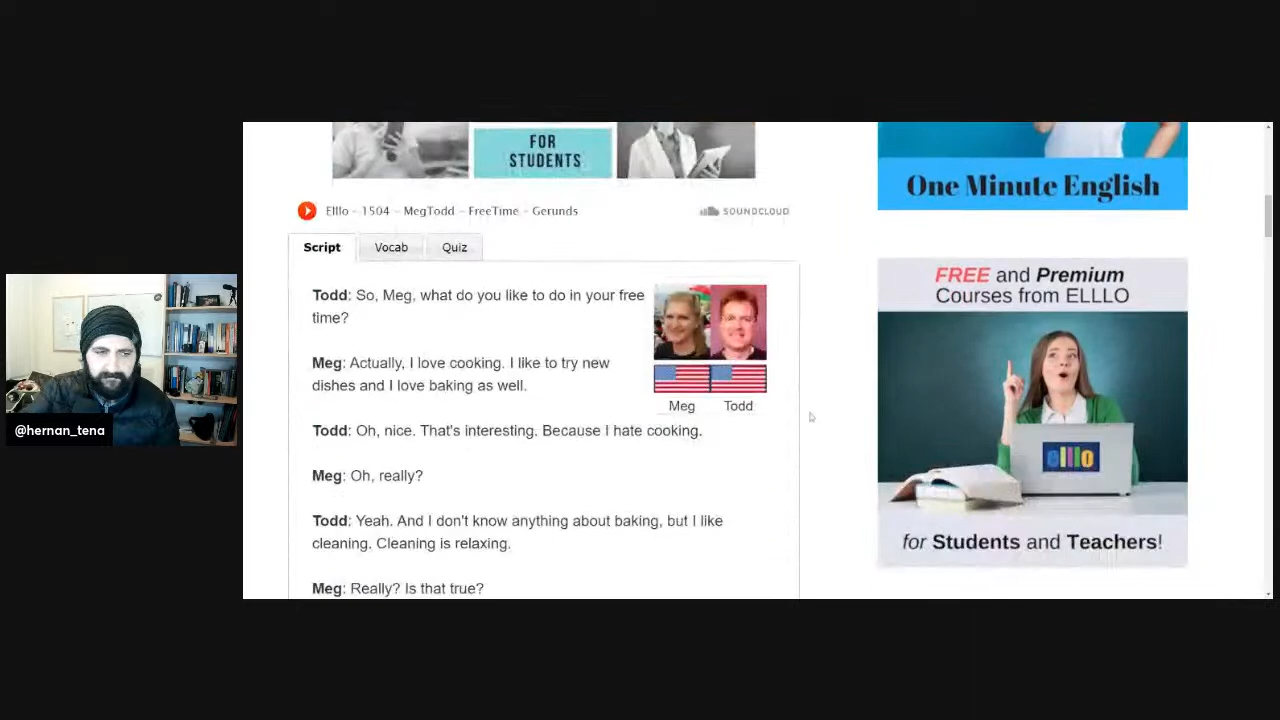 FOR
STUDENTS
One Minute English
Elllo - 1504 - MegTodd - FreeTime - Gerunds
SOUNDCLOUD
Script
Vocab
Quiz
Todd: So, Meg, what do you like to do in your free
time?
Meg: Actually, I love cooking. I like to try new
dishes and I love baking as well.
Meg
Todd
Todd: Oh, nice. That's interesting. Because I hate cooking.
Meg: Oh, really?
Todd: Yeah. And I don't know anything about baking, but I like
cleaning. Cleaning is relaxing.
Meg: Really? Is that true?
FREE and Premium
Courses from ELLLO
elllo
for Students and Teachers!
@hernan_tena